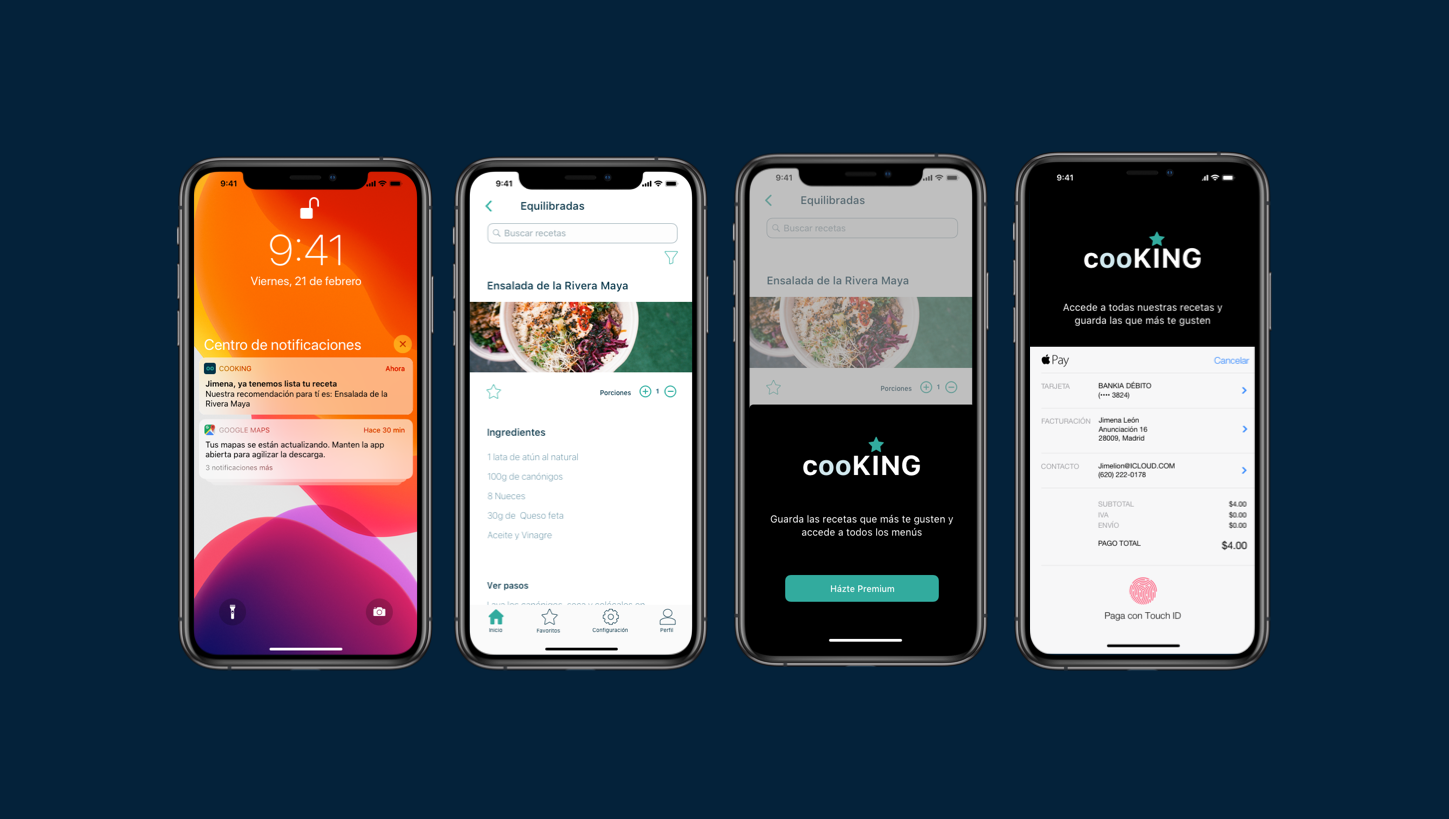 9:41
9:41
Viernes, 21 de febrero
Centro de notificaciones
COOKING
Ahora
Jimena, ya tenemos lista tu receta
Nuestra recomendación para tí es: Ensalada de la
Rivera Maya
GOOGLE MAPS
Hace 30 min
Tus mapas se están actualizando. Manten la app
abierta para agilizar la descarga.
3 notificaciones más
9:41
Equilibradas
Buscar recetas
Ensalada de la Rivera Maya
Porciones 1
Ingredientes
1 lata de atún al natural
100g de canónigos
8 Nueces
30g de Queso feta
Aceite y Vinagre
Ver pasos
Inicio
Favoritos
Configuración
Perfil
9:41
Equilibradas
Buscar recetas
Ensalada de la Rivera Maya
Porciones 1
cooKING
Guarda las recetas que más te gusten y
accede a todos los menús
Házte Premium
9:41
cooKING
Accede a todas nuestras recetas y
guarda las que más te gusten
Pay
Cancelar
TARJETA
BANKIA DÉBITO
(•••• 3824)
FACTURACIÓN
Jimena León
Anunciación 16
28009, Madrid
CONTACTO
Jimelion@ICLOUD.COM
(620) 222-0178
SUBTOTAL $4.00
IVA $0.00
ENVÍO $0.00
PAGO TOTAL $4.00
Paga con Touch ID